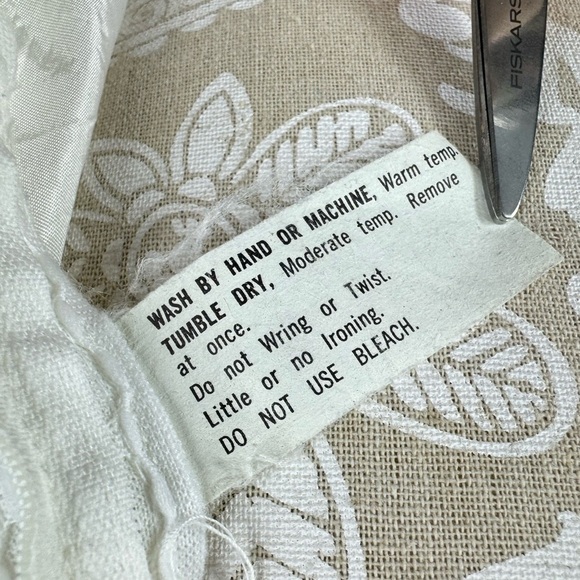 WASH BY HAND OR MACHINE, Warm temp.
TUMBLE DRY, Moderate temp. Remove
at once.
Do not Wring or Twist.
Little or no Ironing.
DO NOT USE BLEACH.
FISKARS